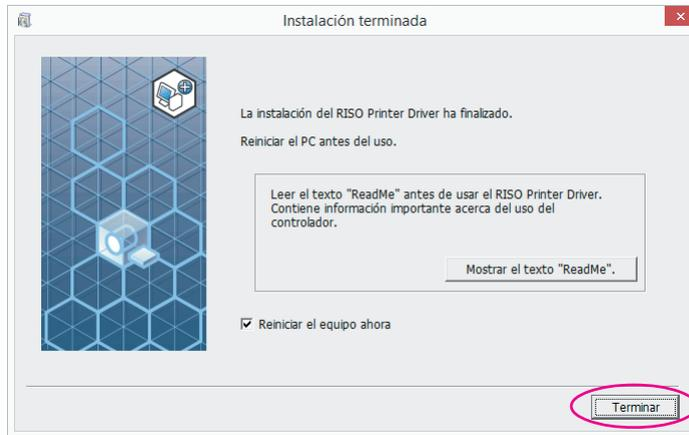 Instalación terminada
La instalación del RISO Printer Driver ha finalizado.
Reiniciar el PC antes del uso.
Leer el texto "ReadMe" antes de usar el RISO Printer Driver.
Contiene información importante acerca del uso del
controlador.
Mostrar el texto "ReadMe".
Reiniciar el equipo ahora
Terminar